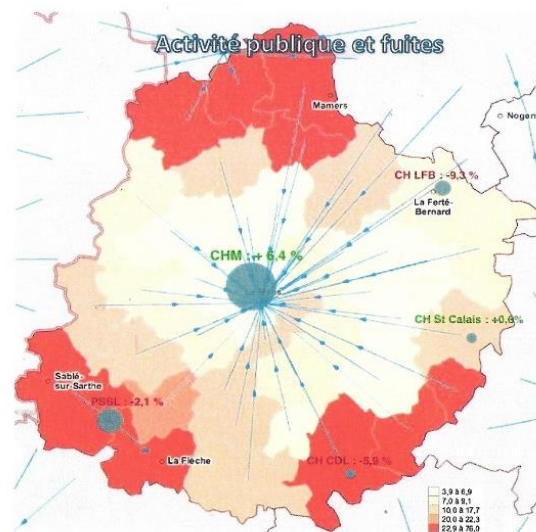 Activité publique et fuites
Mamers
Nogen
CH LFB : -9,3 %
La Ferté-
Bernard
CHM : + 6,4 %
CH St Calais : +0,6%
Sablé-
sur-Sarthe
PSSL : -2,1 %
La Flèche
CH CDL : -5,9 %
3,9 à 6,9
7,0 à 9,1
10,0 à 17,7
20,0 à 22,3
22,9 à 76,0